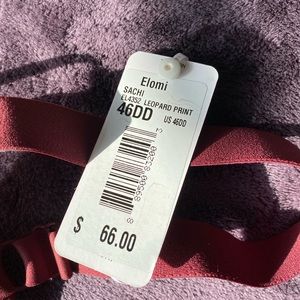 Elomi
SACHI
EL4352 LEOPARD PRINT
46DD US 46DD
$ 66.00